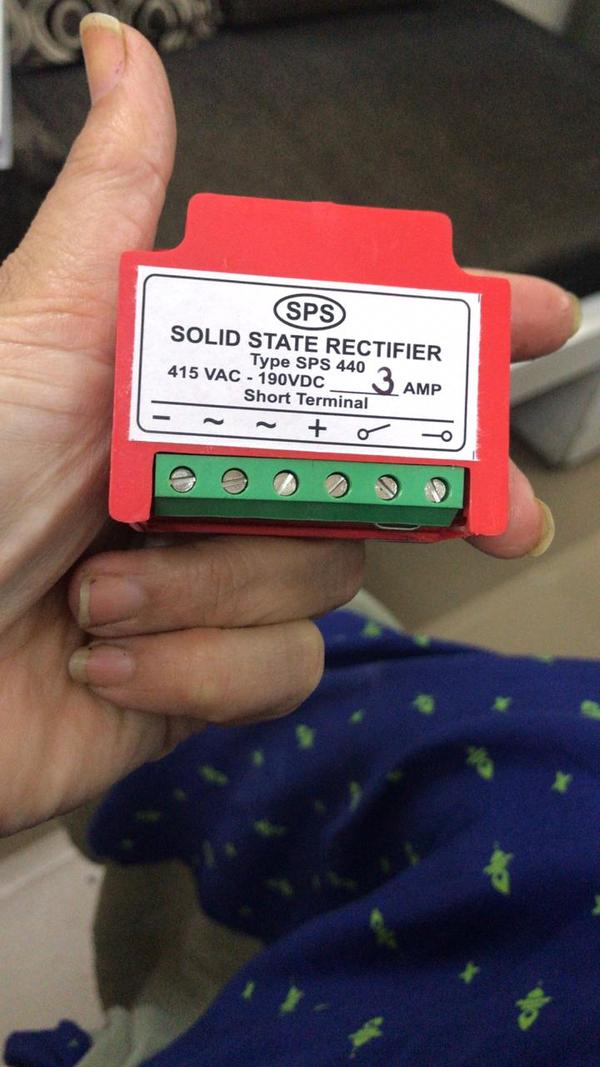 SPS
SOLID STATE RECTIFIER
Type SPS 440
415 VAC - 190VDC 3 AMP
Short Terminal
− ~ ~ +